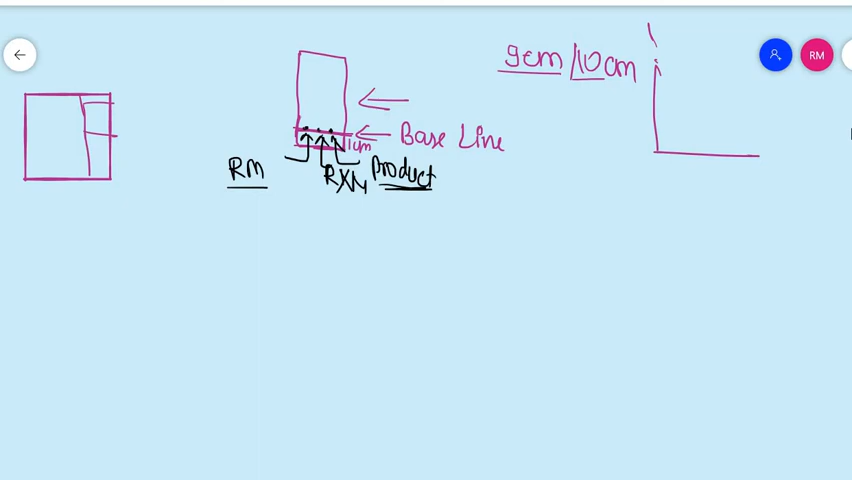 9cm / 10cm
RM
Base Line
1cm
RM
RXN
Product